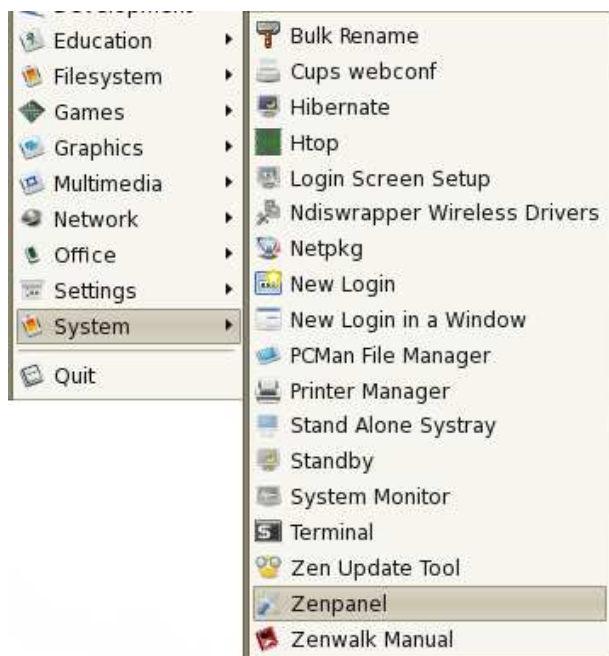 Development
Education
Filesystem
Games
Graphics
Multimedia
Network
Office
Settings
System
Quit
Bulk Rename
Cups webconf
Hibernate
Htop
Login Screen Setup
Ndiswrapper Wireless Drivers
Netpkg
New Login
New Login in a Window
PCMan File Manager
Printer Manager
Stand Alone Systray
Standby
System Monitor
Terminal
Zen Update Tool
Zenpanel
Zenwalk Manual